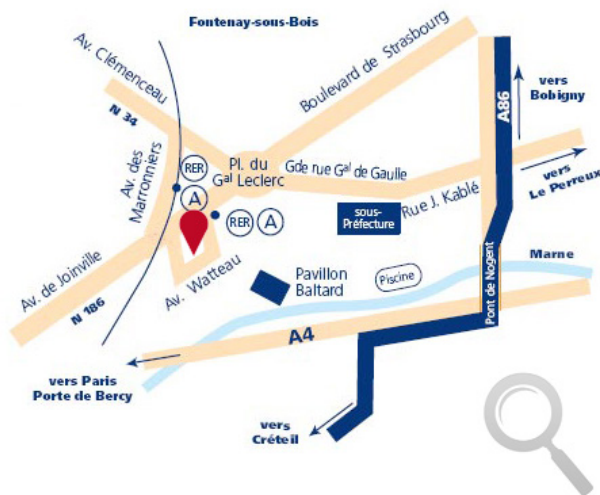 Fontenay-sous-Bois
Av. Clémenceau
N 34
Boulevard de Strasbourg
A86
vers
Bobigny
Av. des
Marronniers
RER
A
Pl. du
Gal Leclerc
Gde rue Gal de Gaulle
vers
Le Perreux
RER A
sous-
Préfecture
Rue J. Kablé
Av. de Joinville
N 186
Av. Watteau
Pavillon
Baltard
Piscine
Marne
Pont de Nogent
A4
vers Paris
Porte de Bercy
vers
Créteil